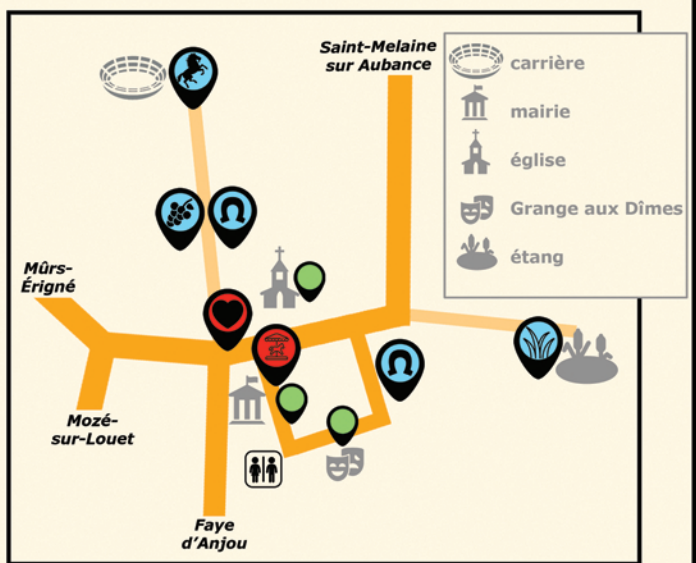 Saint-Melaine
sur Aubance
carrière
mairie
église
Grange aux Dîmes
étang
Mûrs-
Érigné
Mozé-
sur-Louet
Faye
d'Anjou